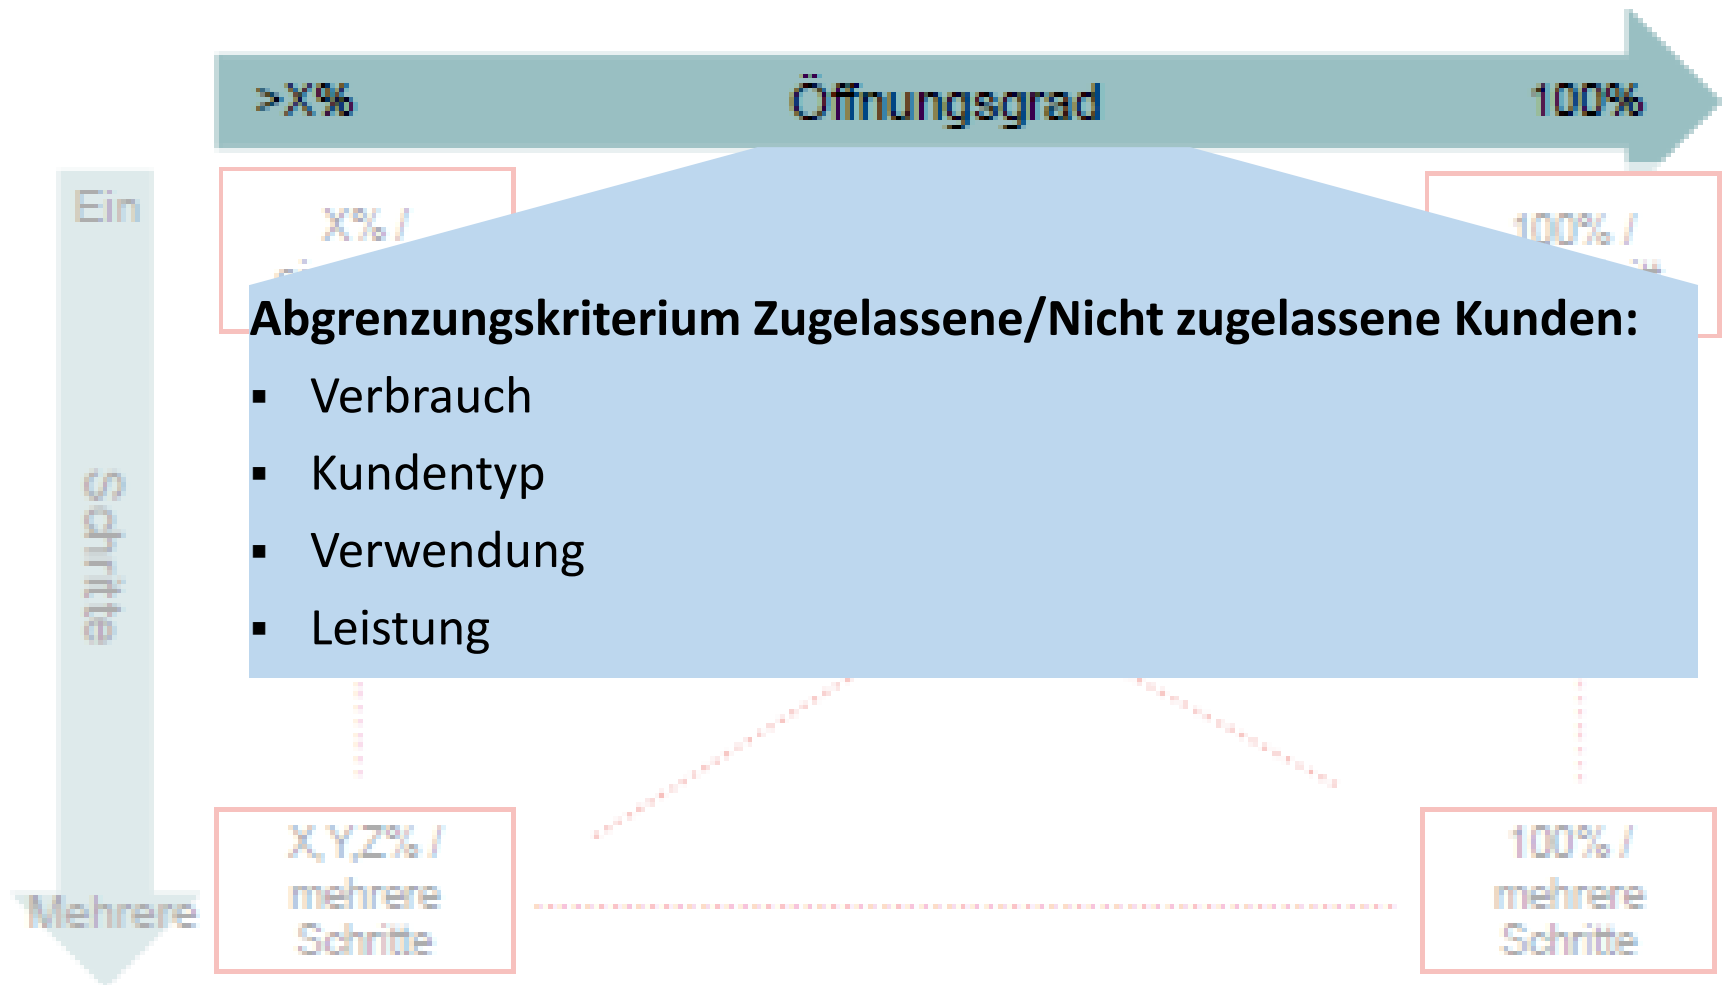 >X% Öffnungsgrad 100%
Ein
X% /
100% /
Abgrenzungskriterium Zugelassene/Nicht zugelassene Kunden:
▪ Verbrauch
▪ Kundentyp
▪ Verwendung
▪ Leistung
Schritte
Mehrere
X,Y,Z% /
mehrere
Schritte
100% /
mehrere
Schritte